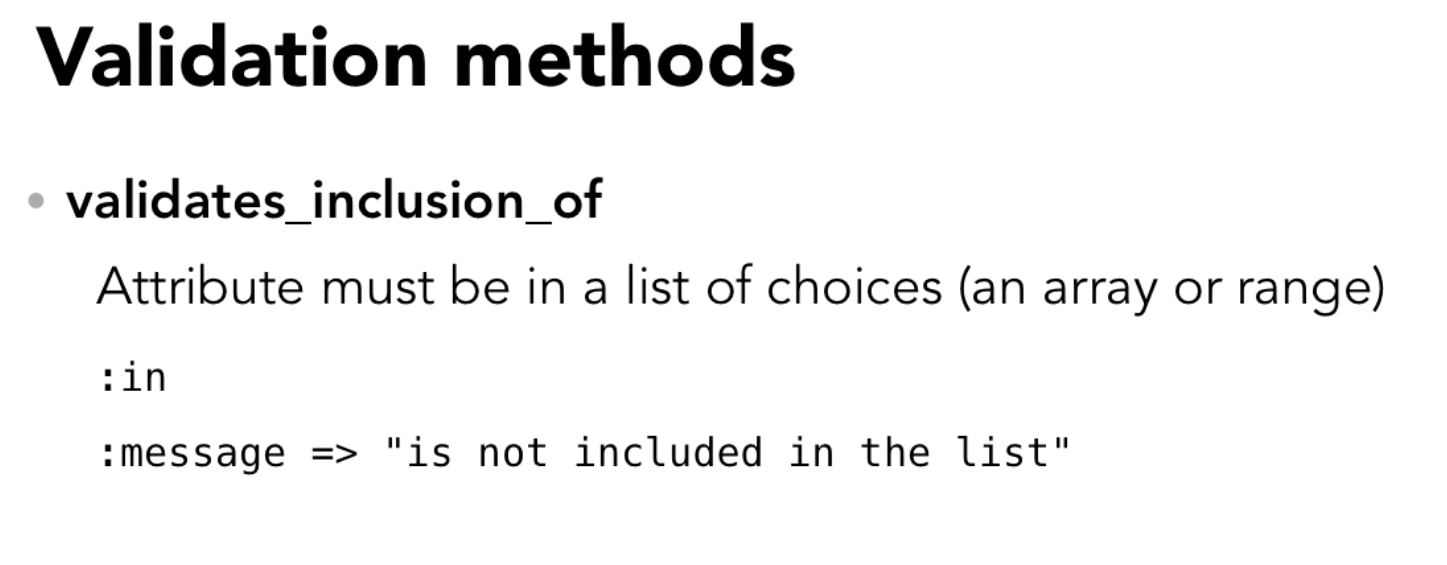 Validation methods
• validates_inclusion_of
Attribute must be in a list of choices (an array or range)
:in
:message => "is not included in the list"